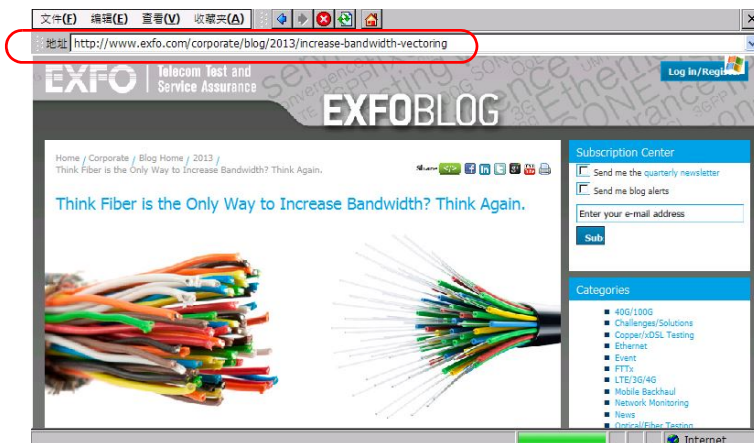 文件(F) 编辑(E) 查看(V) 收藏夹(A)
地址 http://www.exfo.com/corporate/blog/2013/increase-bandwidth-vectoring
EXFO Telecom Test and
Service Assurance
Log in/Register
EXFOBLOG
Home / Corporate / Blog Home / 2013 /
Think Fiber is the Only Way to Increase Bandwidth? Think Again.
Share
Think Fiber is the Only Way to Increase Bandwidth? Think Again.
Subscription Center
Send me the quarterly newsletter
Send me blog alerts
Enter your e-mail address
Sub
Categories
40G/100G
Challenges/Solutions
Copper/xDSL Testing
Ethernet
Event
FTTx
LTE/3G/4G
Mobile Backhaul
Network Monitoring
News
Optical/Fiber Testing
Internet